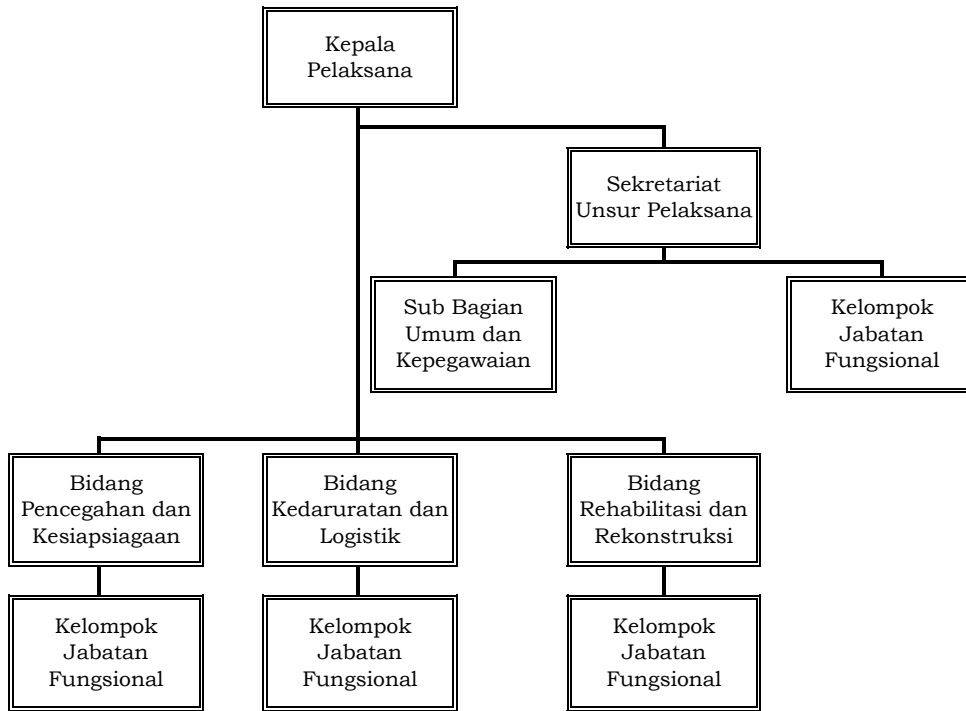 Kepala
Pelaksana
Sekretariat
Unsur Pelaksana
Sub Bagian
Umum dan
Kepegawaian
Kelompok
Jabatan
Fungsional
Bidang
Pencegahan dan
Kesiapsiagaan
Bidang
Kedaruratan dan
Logistik
Bidang
Rehabilitasi dan
Rekonstruksi
Kelompok
Jabatan
Fungsional
Kelompok
Jabatan
Fungsional
Kelompok
Jabatan
Fungsional